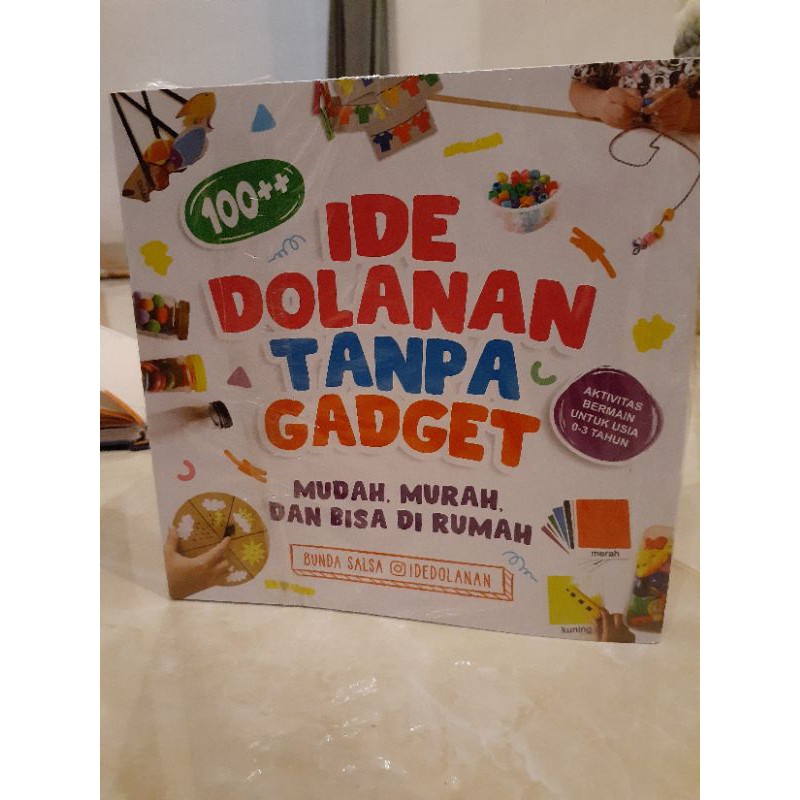 100++
IDE
DOLANAN
TANPA
GADGET
AKTIVITAS
BERMAIN
UNTUK USIA
0-3 TAHUN
MUDAH, MURAH,
DAN BISA DI RUMAH
BUNDA SALSA IDEDOLANAN
merah
kuning